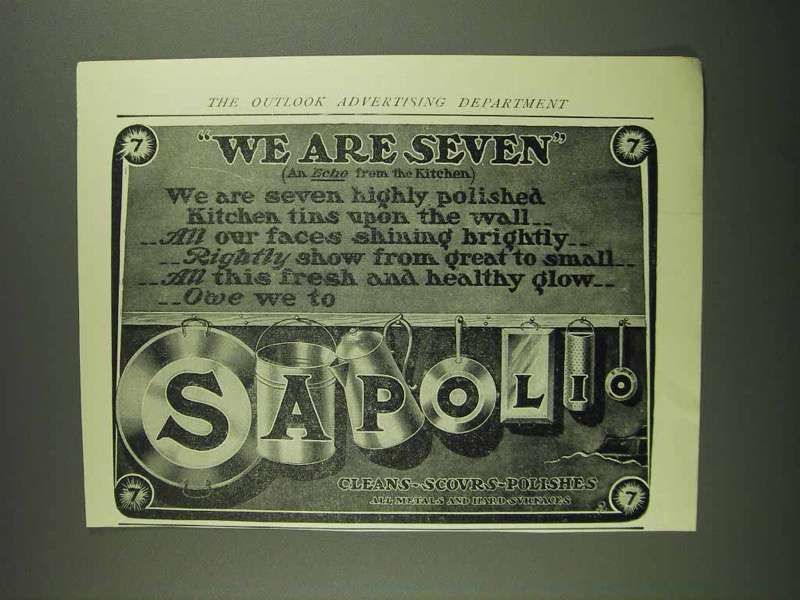 THE OUTLOOK ADVERTISING DEPARTMENT
7 7
"WE ARE SEVEN"
(An Echo from the Kitchen)
We are seven highly polished
Kitchen tins upon the wall--
--All our faces shining brightly--
--Rightly show from great to small--
--All this fresh and healthy glow--
--Owe we to
SAPOLIO
CLEANS-SCOVRS-POLISHES
ALL METALS AND HARD SVRFACES
7 7